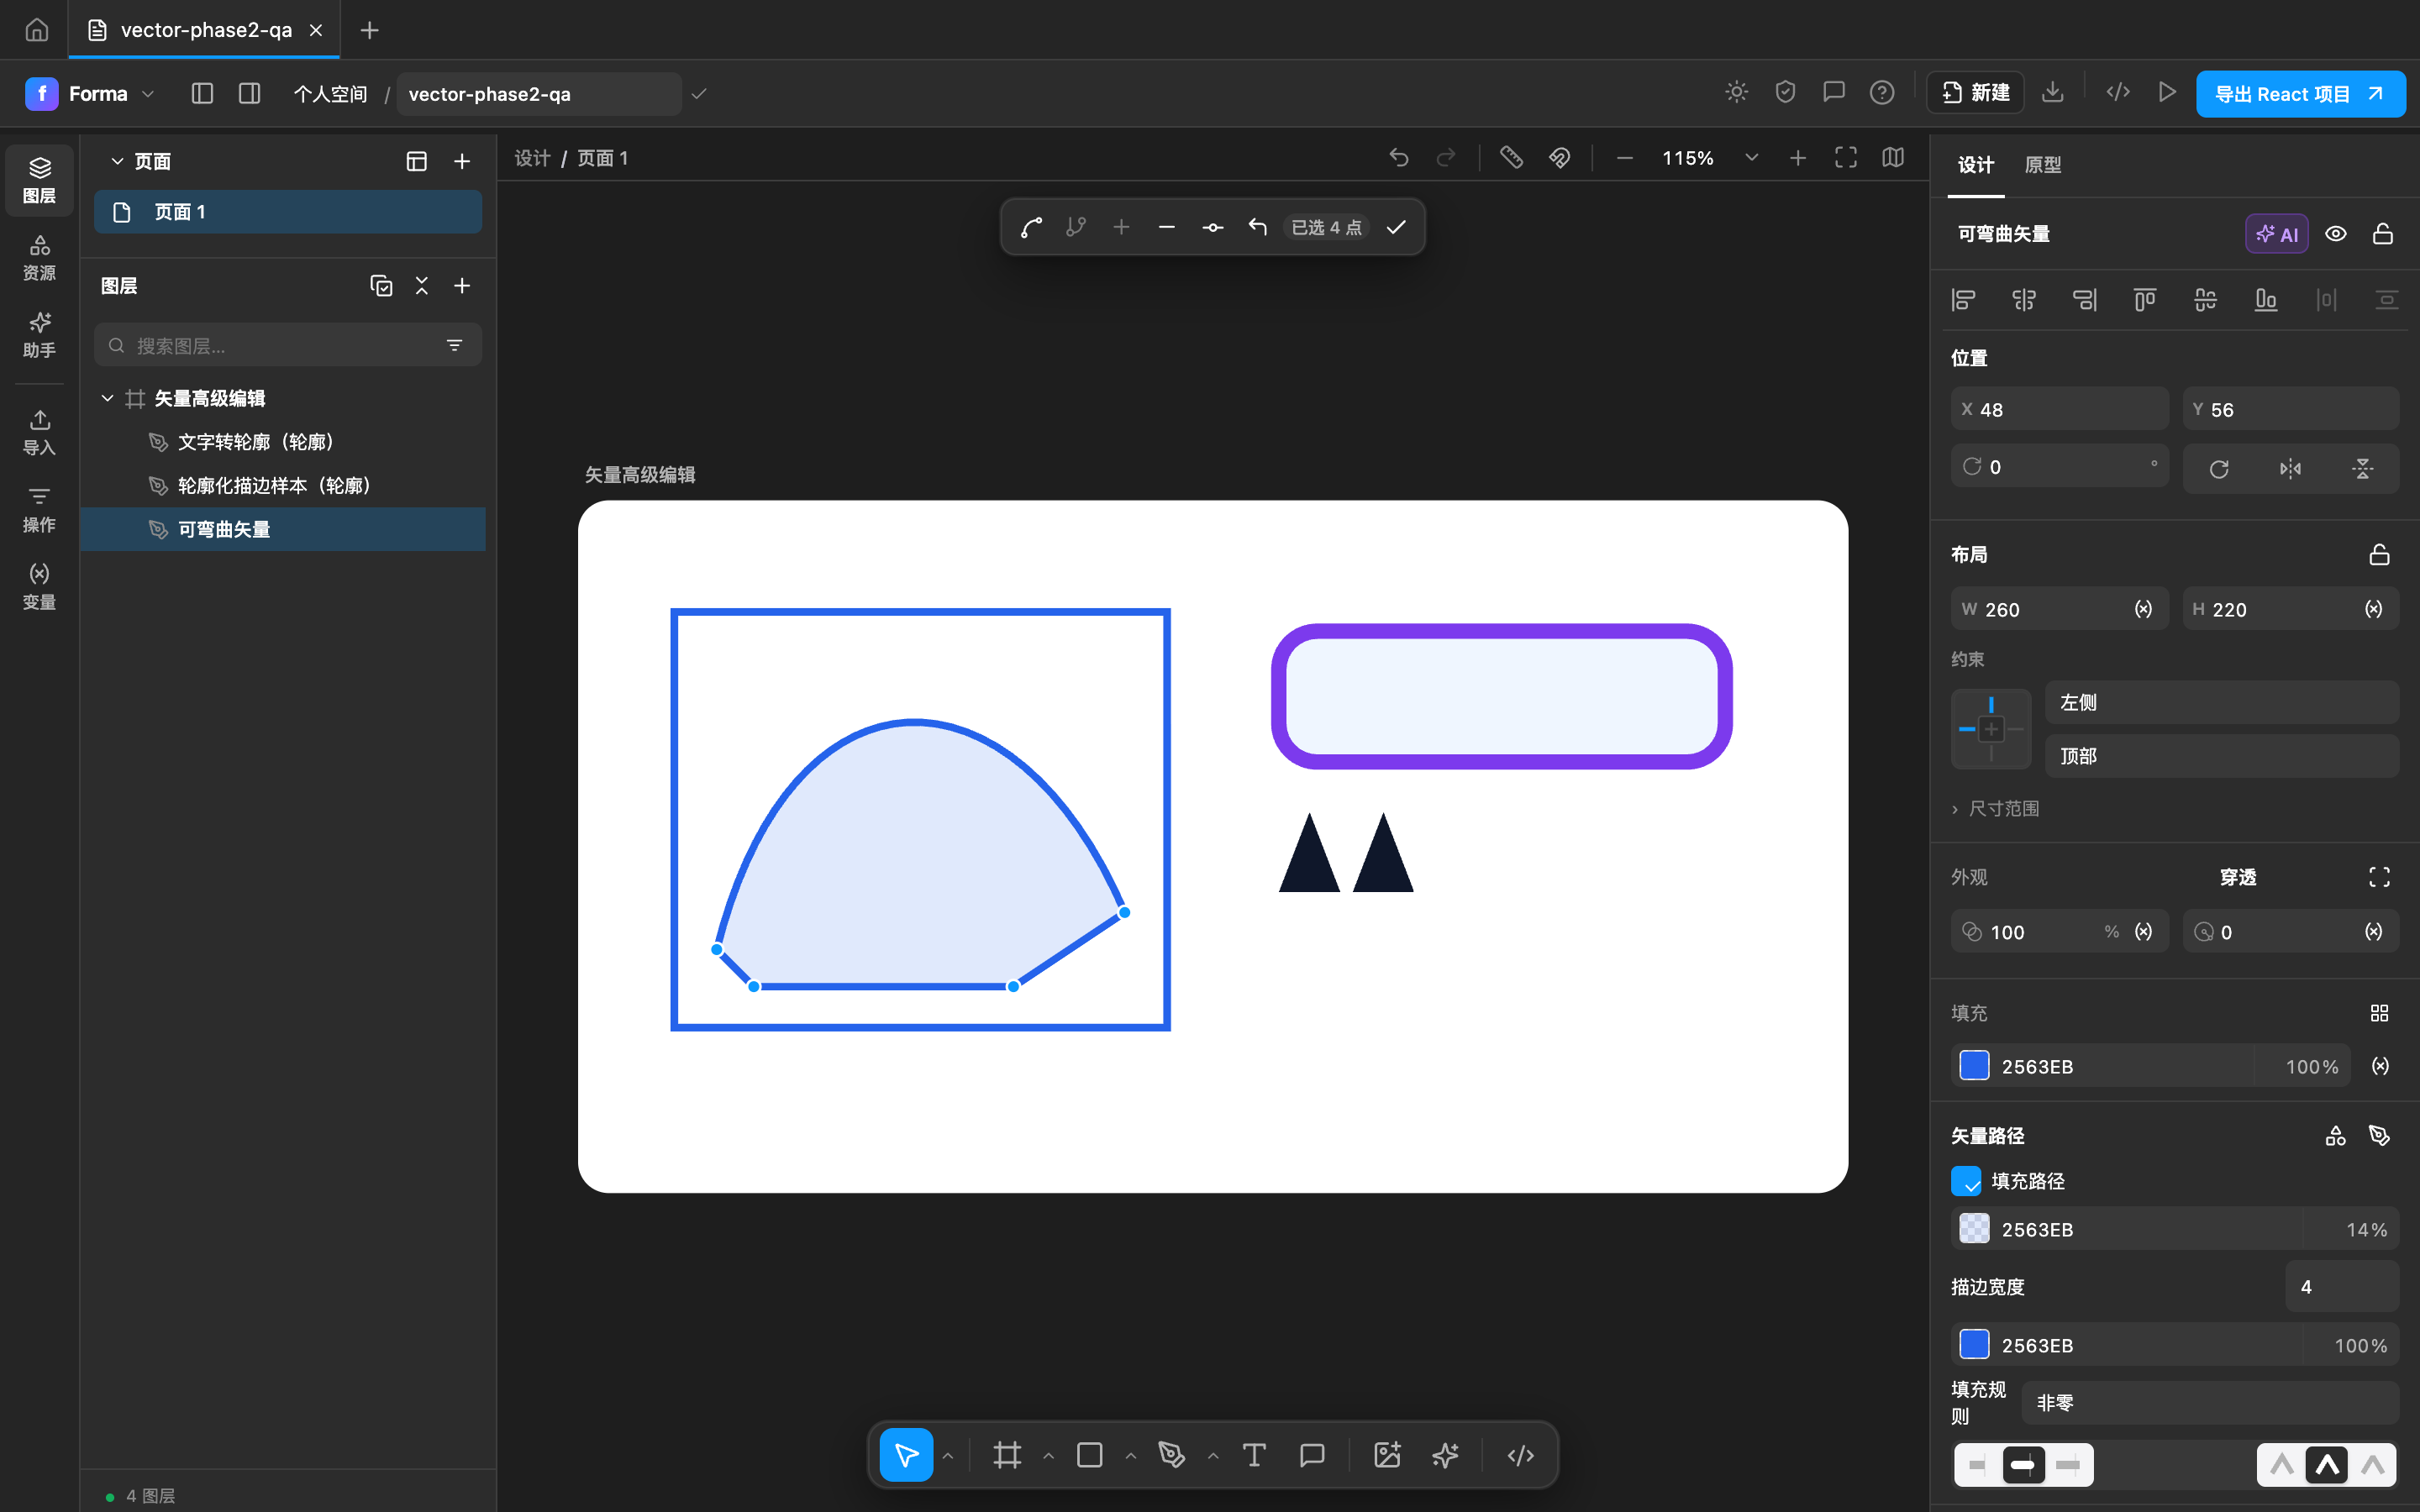 vector-phase2-qa
f Forma
个人空间 / vector-phase2-qa
新建
导出 React 项目
图层
资源
助手
导入
操作
变量
页面
页面 1
图层
搜索图层...
矢量高级编辑
文字转轮廓（轮廓）
轮廓化描边样本（轮廓）
可弯曲矢量
4 图层
设计 / 页面 1
115%
已选 4 点
矢量高级编辑
设计 原型
可弯曲矢量
AI
位置
X 48 Y 56
0 °
布局
W 260 H 220
约束
左侧
顶部
尺寸范围
外观 穿透
100 % 0
填充
2563EB 100%
矢量路径
填充路径
2563EB 14%
描边宽度 4
2563EB 100%
填充规则 非零